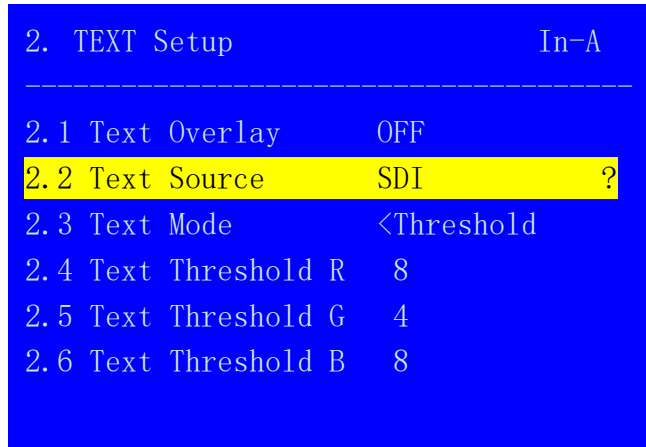 2. TEXT Setup In-A
---------------------------------------
2.1 Text Overlay OFF
2.2 Text Source SDI ?
2.3 Text Mode <Threshold
2.4 Text Threshold R 8
2.5 Text Threshold G 4
2.6 Text Threshold B 8